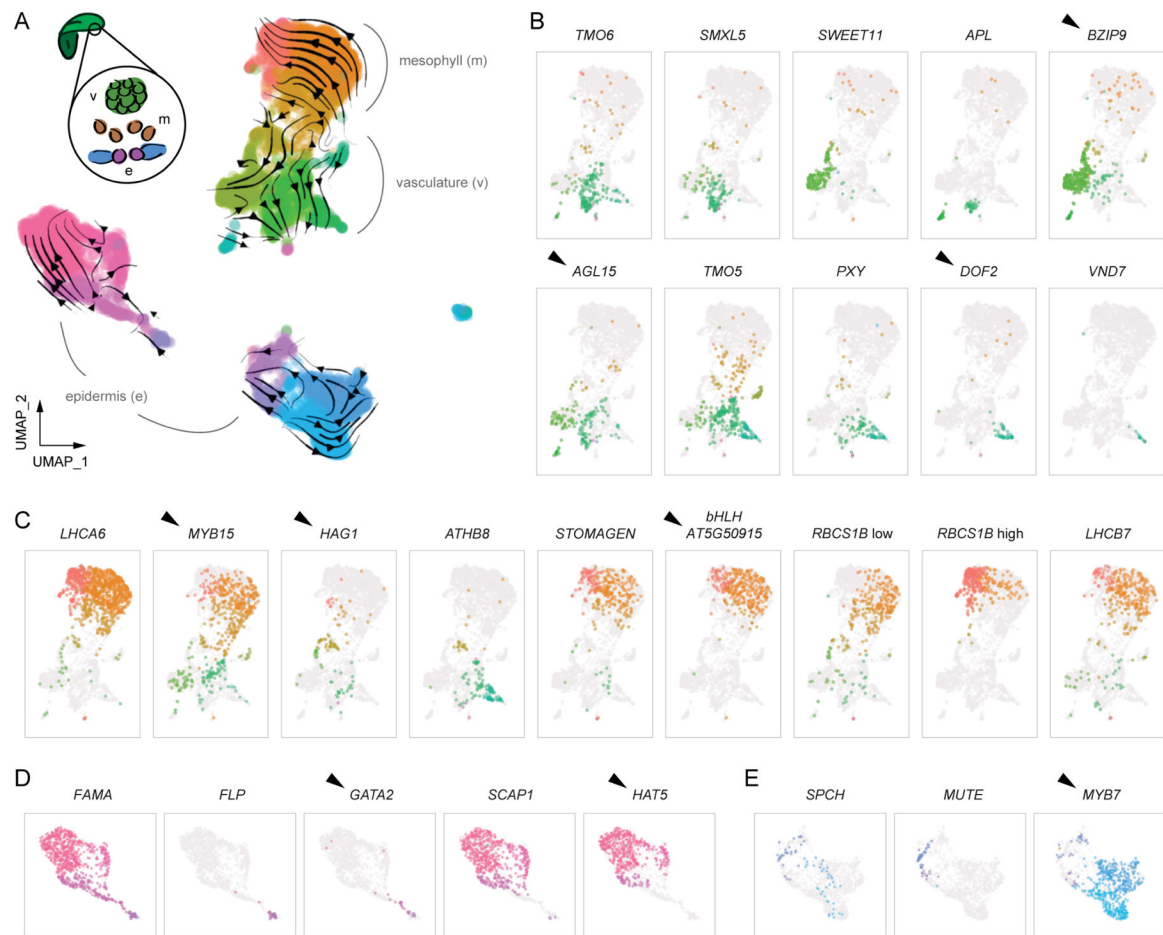 A
v
m
e
mesophyll (m)
vasculature (v)
epidermis (e)
UMAP_2
UMAP_1
B
TMO6 SMXL5 SWEET11 APL BZIP9
AGL15 TMO5 PXY DOF2 VND7
C
LHCA6 MYB15 HAG1 ATHB8 STOMAGEN bHLH AT5G50915 RBCS1B low RBCS1B high LHCB7
D
FAMA FLP GATA2 SCAP1 HAT5
E
SPCH MUTE MYB7